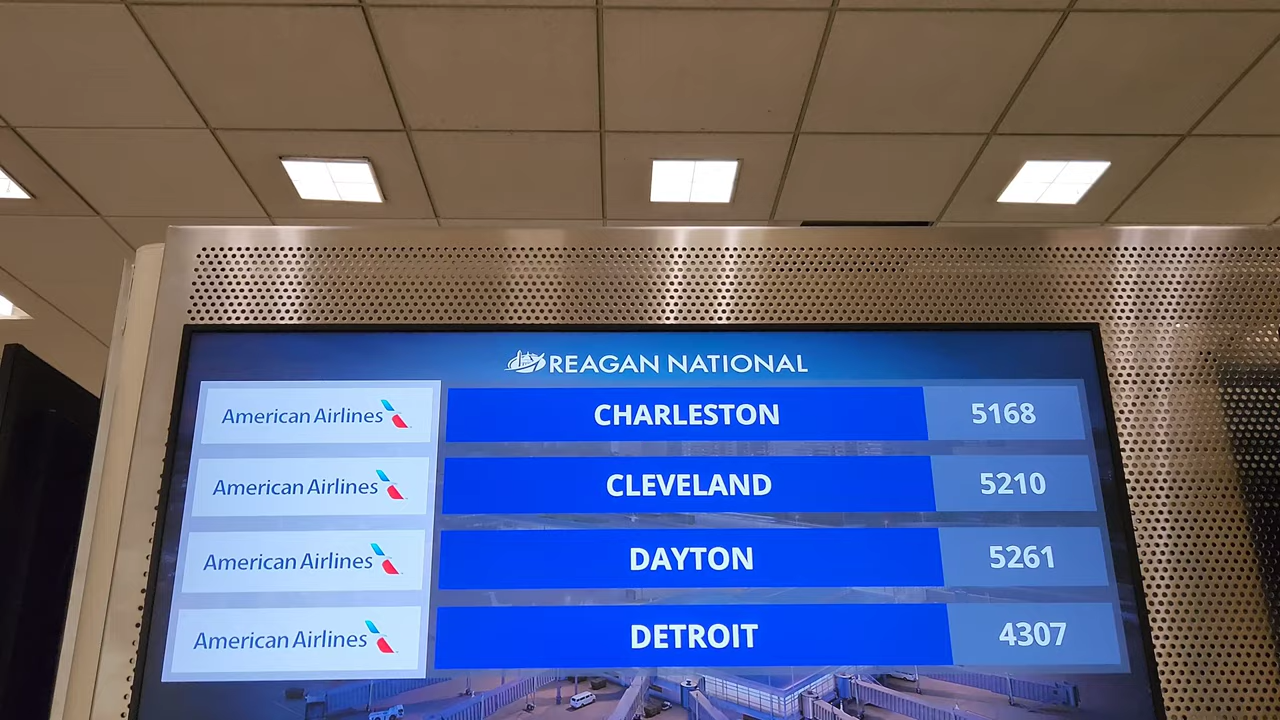 REAGAN NATIONAL
American Airlines CHARLESTON 5168
American Airlines CLEVELAND 5210
American Airlines DAYTON 5261
American Airlines DETROIT 4307